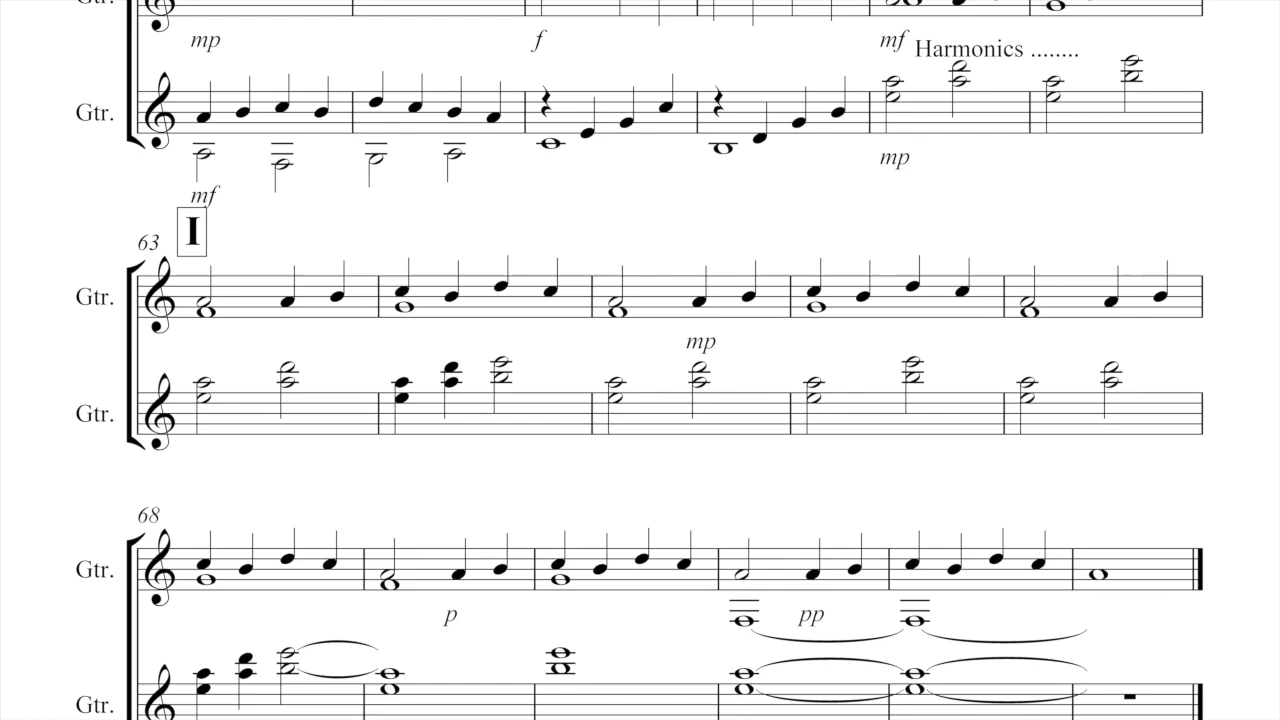 Gtr.
mp f mf
Harmonics ........
Gtr.
mp
mf
I
63
Gtr.
mp
Gtr.
68
Gtr.
p pp
Gtr.